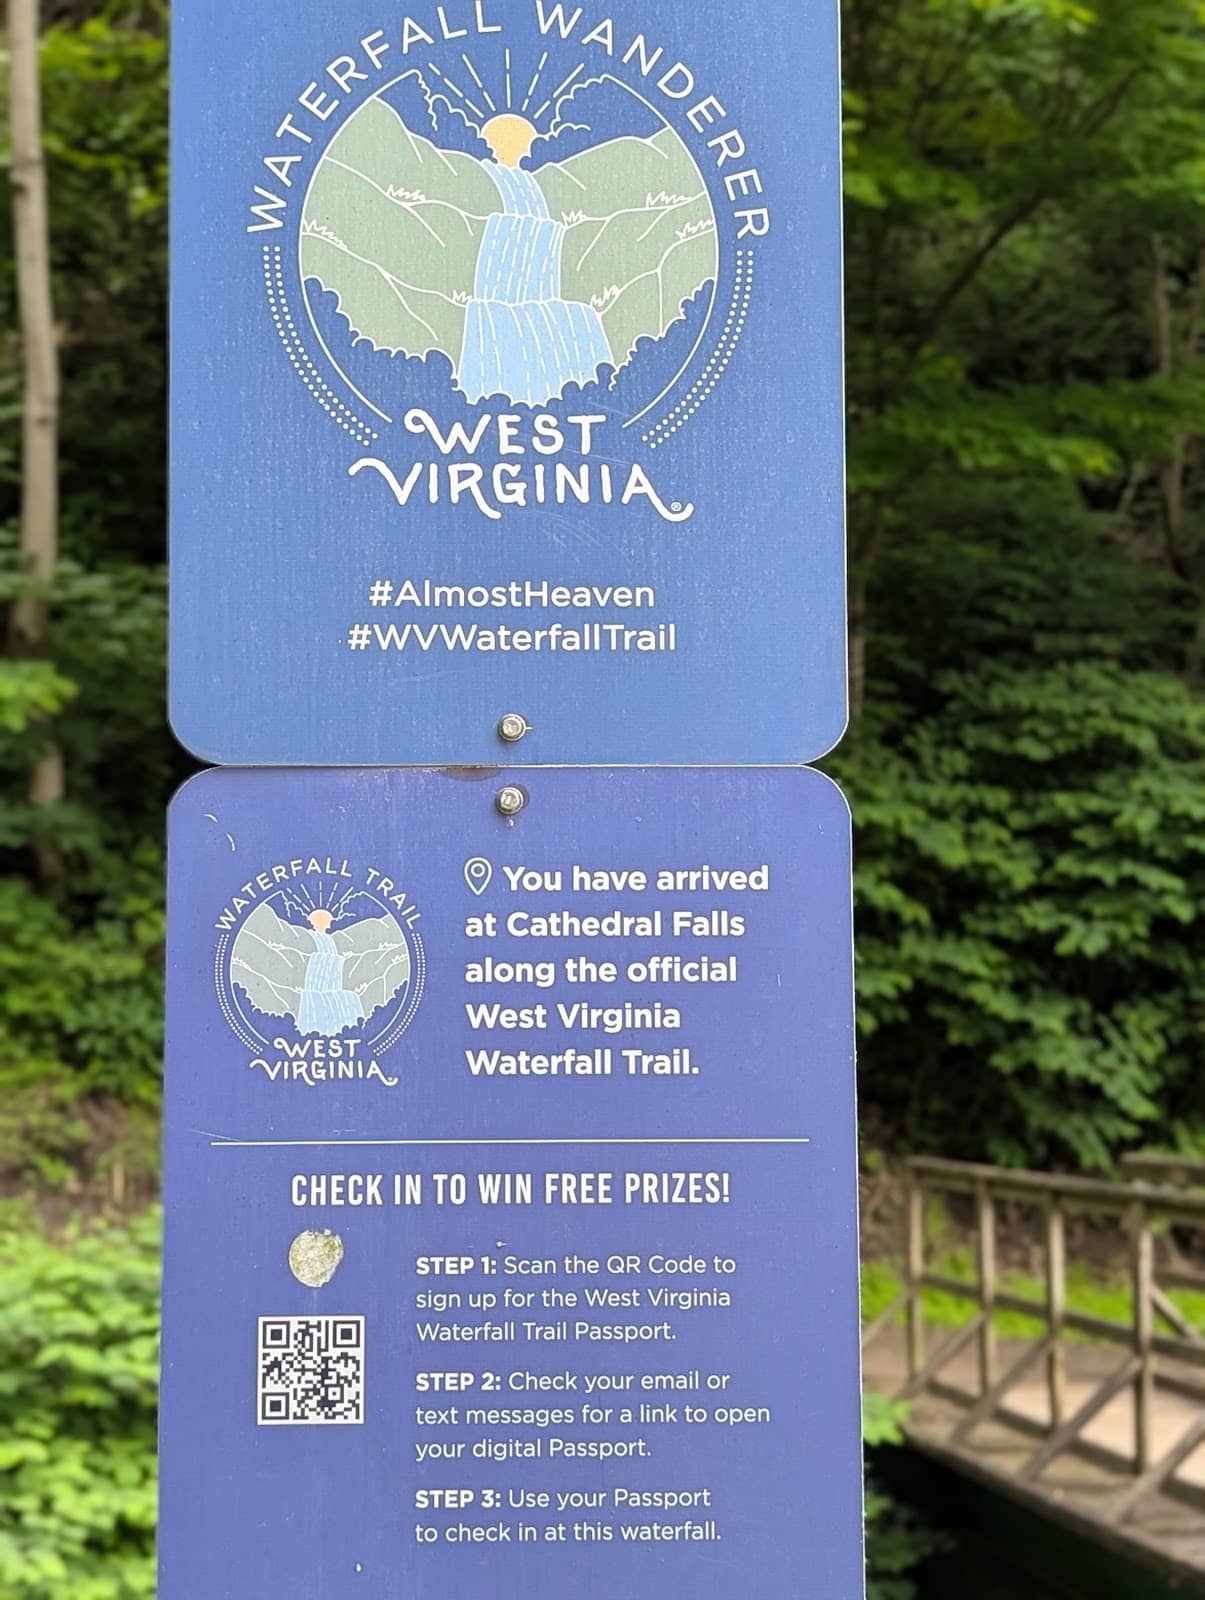 WATERFALL WANDERER
WEST
VIRGINIA®
#AlmostHeaven
#WVWaterfallTrail
WATERFALL TRAIL
WEST
VIRGINIA
You have arrived
at Cathedral Falls
along the official
West Virginia
Waterfall Trail.
CHECK IN TO WIN FREE PRIZES!
STEP 1: Scan the QR Code to
sign up for the West Virginia
Waterfall Trail Passport.
STEP 2: Check your email or
text messages for a link to open
your digital Passport.
STEP 3: Use your Passport
to check in at this waterfall.